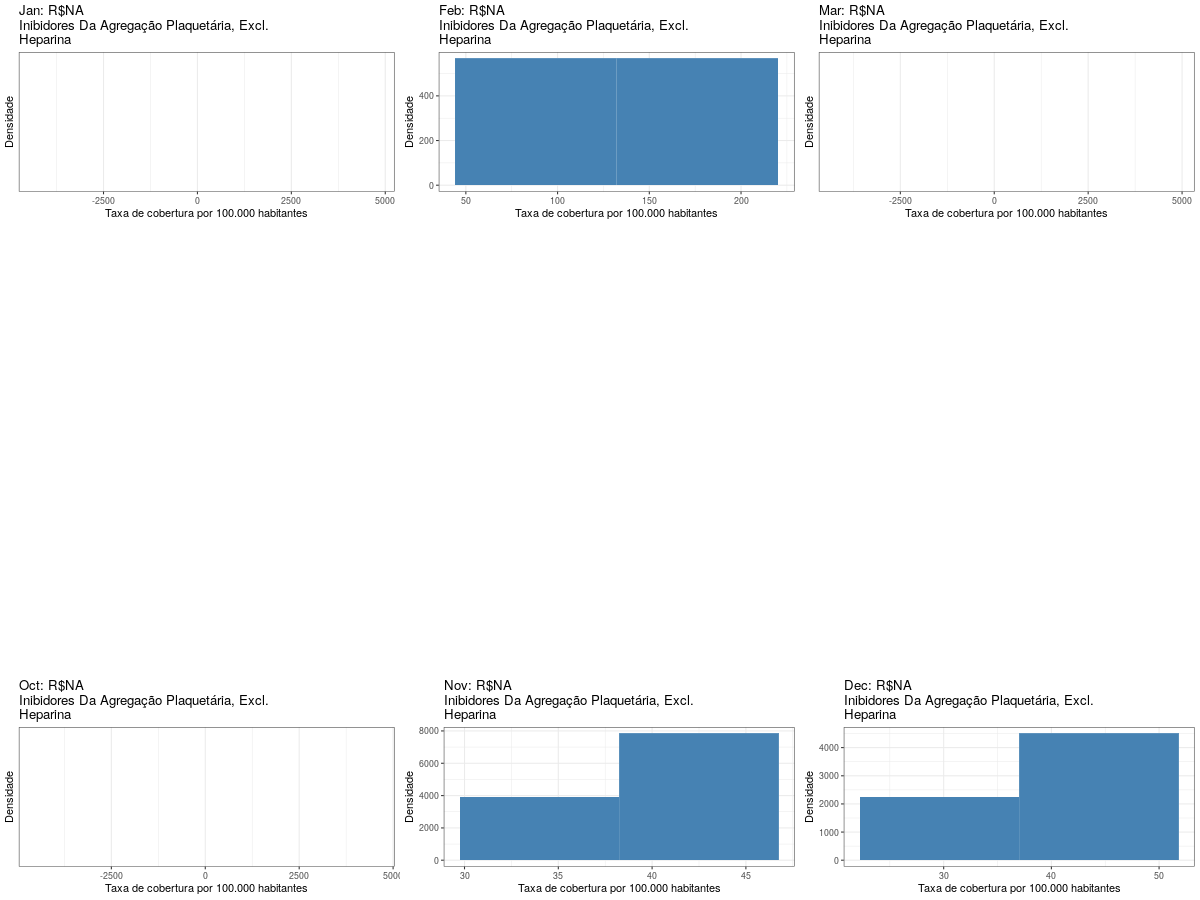 Jan: R$NA
Inibidores Da Agregação Plaquetária, Excl.
Heparina
Densidade
-2500 0 2500 5000
Taxa de cobertura por 100.000 habitantes
Feb: R$NA
Inibidores Da Agregação Plaquetária, Excl.
Heparina
Densidade
400
200
0
50 100 150 200
Taxa de cobertura por 100.000 habitantes
Mar: R$NA
Inibidores Da Agregação Plaquetária, Excl.
Heparina
Densidade
-2500 0 2500 5000
Taxa de cobertura por 100.000 habitantes
Oct: R$NA
Inibidores Da Agregação Plaquetária, Excl.
Heparina
Densidade
-2500 0 2500 500
Taxa de cobertura por 100.000 habitantes
Nov: R$NA
Inibidores Da Agregação Plaquetária, Excl.
Heparina
Densidade
8000
6000
4000
2000
0
30 35 40 45
Taxa de cobertura por 100.000 habitantes
Dec: R$NA
Inibidores Da Agregação Plaquetária, Excl.
Heparina
Densidade
4000
3000
2000
1000
0
30 40 50
Taxa de cobertura por 100.000 habitantes